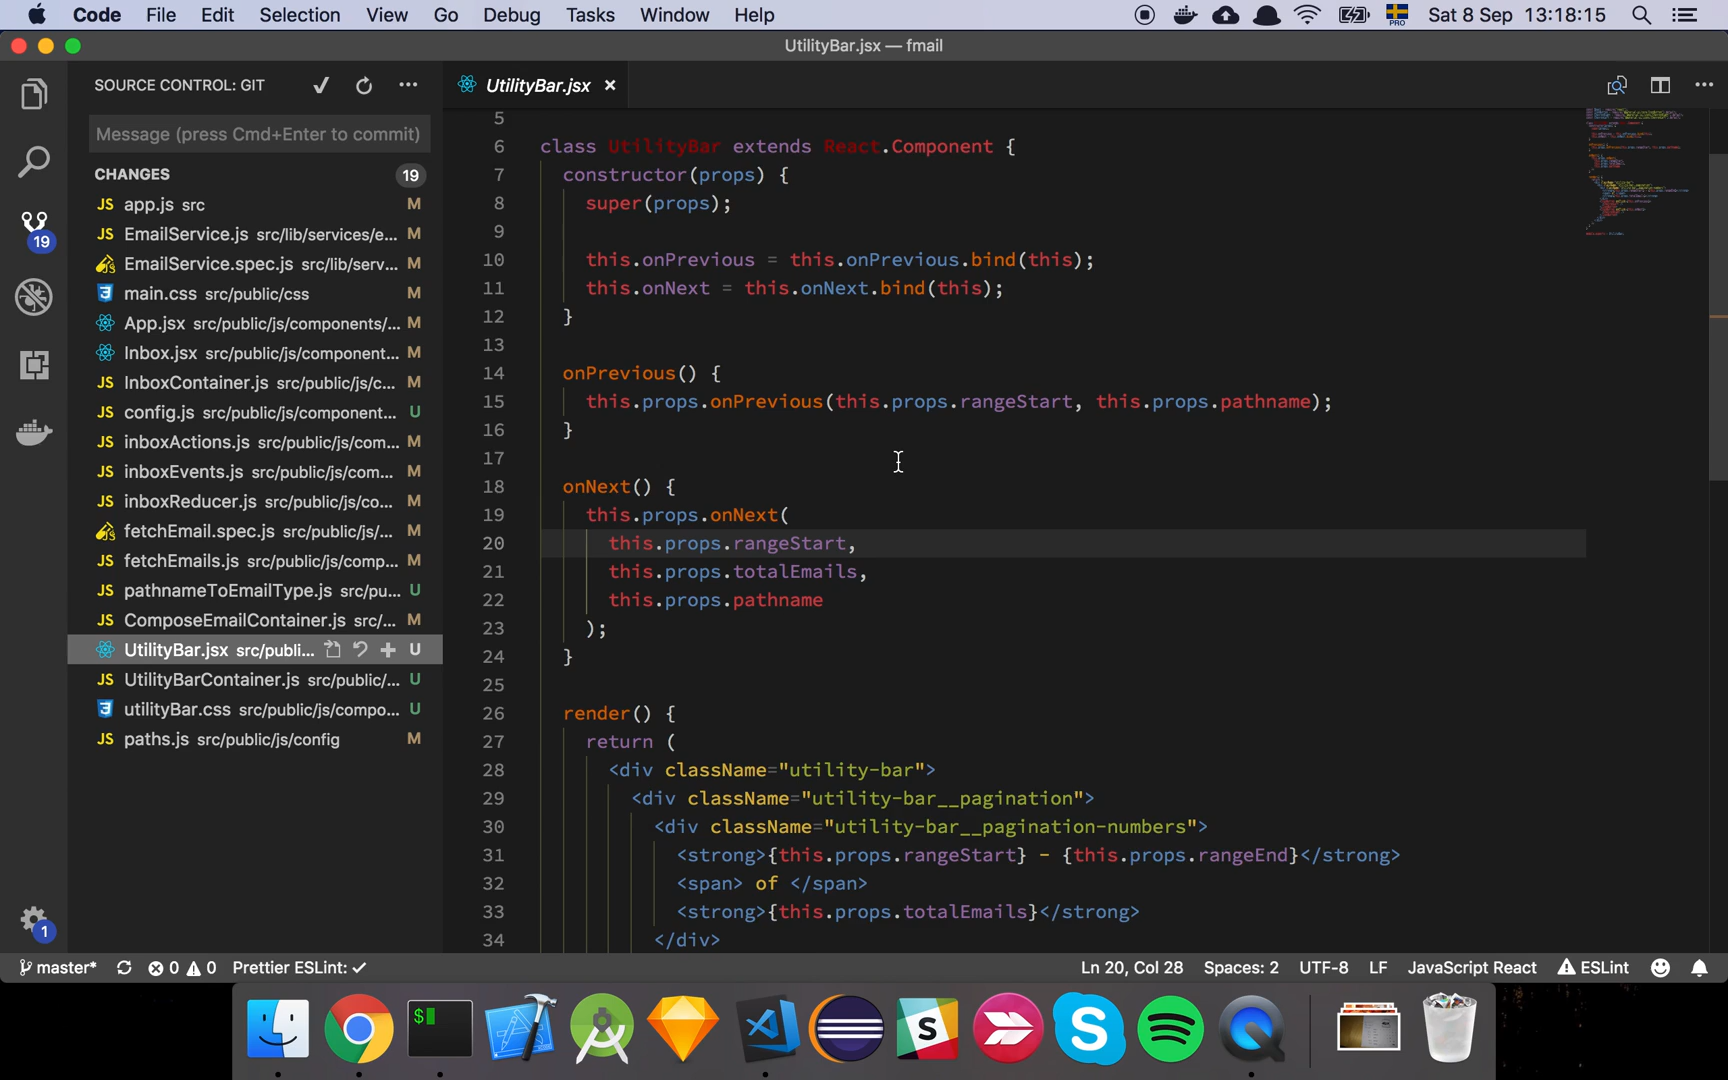 Code File Edit Selection View Go Debug Tasks Window Help PRO Sat 8 Sep 13:18:15
UtilityBar.jsx — fmail
SOURCE CONTROL: GIT
UtilityBar.jsx
Message (press Cmd+Enter to commit)
CHANGES 19
JS app.js src M
JS EmailService.js src/lib/services/e... M
EmailService.spec.js src/lib/serv... M
main.css src/public/css M
App.jsx src/public/js/components/... M
Inbox.jsx src/public/js/component... M
JS InboxContainer.js src/public/js/c... M
JS config.js src/public/js/component... U
JS inboxActions.js src/public/js/com... M
JS inboxEvents.js src/public/js/com... M
JS inboxReducer.js src/public/js/co... M
fetchEmail.spec.js src/public/js/... M
JS fetchEmails.js src/public/js/comp... M
JS pathnameToEmailType.js src/pu... U
JS ComposeEmailContainer.js src/... M
UtilityBar.jsx src/publi... U
JS UtilityBarContainer.js src/public/... U
utilityBar.css src/public/js/compo... U
JS paths.js src/public/js/config M
19
1
5
6 class UtilityBar extends React.Component {
7 constructor(props) {
8 super(props);
9
10 this.onPrevious = this.onPrevious.bind(this);
11 this.onNext = this.onNext.bind(this);
12 }
13
14 onPrevious() {
15 this.props.onPrevious(this.props.rangeStart, this.props.pathname);
16 }
17
18 onNext() {
19 this.props.onNext(
20 this.props.rangeStart,
21 this.props.totalEmails,
22 this.props.pathname
23 );
24 }
25
26 render() {
27 return (
28 <div className="utility-bar">
29 <div className="utility-bar__pagination">
30 <div className="utility-bar__pagination-numbers">
31 <strong>{this.props.rangeStart} - {this.props.rangeEnd}</strong>
32 <span> of </span>
33 <strong>{this.props.totalEmails}</strong>
34 </div>
master* 0 0 Prettier ESLint: ✓ Ln 20, Col 28 Spaces: 2 UTF-8 LF JavaScript React ESLint
$
S
S